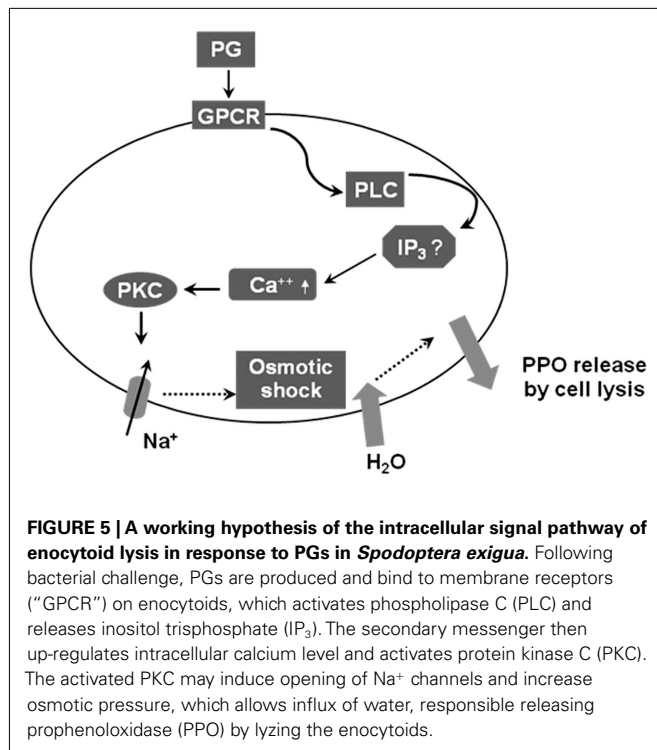 PG
GPCR
PLC
IP₃ ?
Ca⁺⁺ ↑
PKC
Osmotic
shock
PPO release
by cell lysis
Na⁺
H₂O
FIGURE 5 | A working hypothesis of the intracellular signal pathway of
enocytoid lysis in response to PGs in Spodoptera exigua. Following
bacterial challenge, PGs are produced and bind to membrane receptors
(“GPCR”) on enocytoids, which activates phospholipase C (PLC) and
releases inositol trisphosphate (IP₃). The secondary messenger then
up-regulates intracellular calcium level and activates protein kinase C (PKC).
The activated PKC may induce opening of Na⁺ channels and increase
osmotic pressure, which allows influx of water, responsible releasing
prophenoloxidase (PPO) by lyzing the enocytoids.